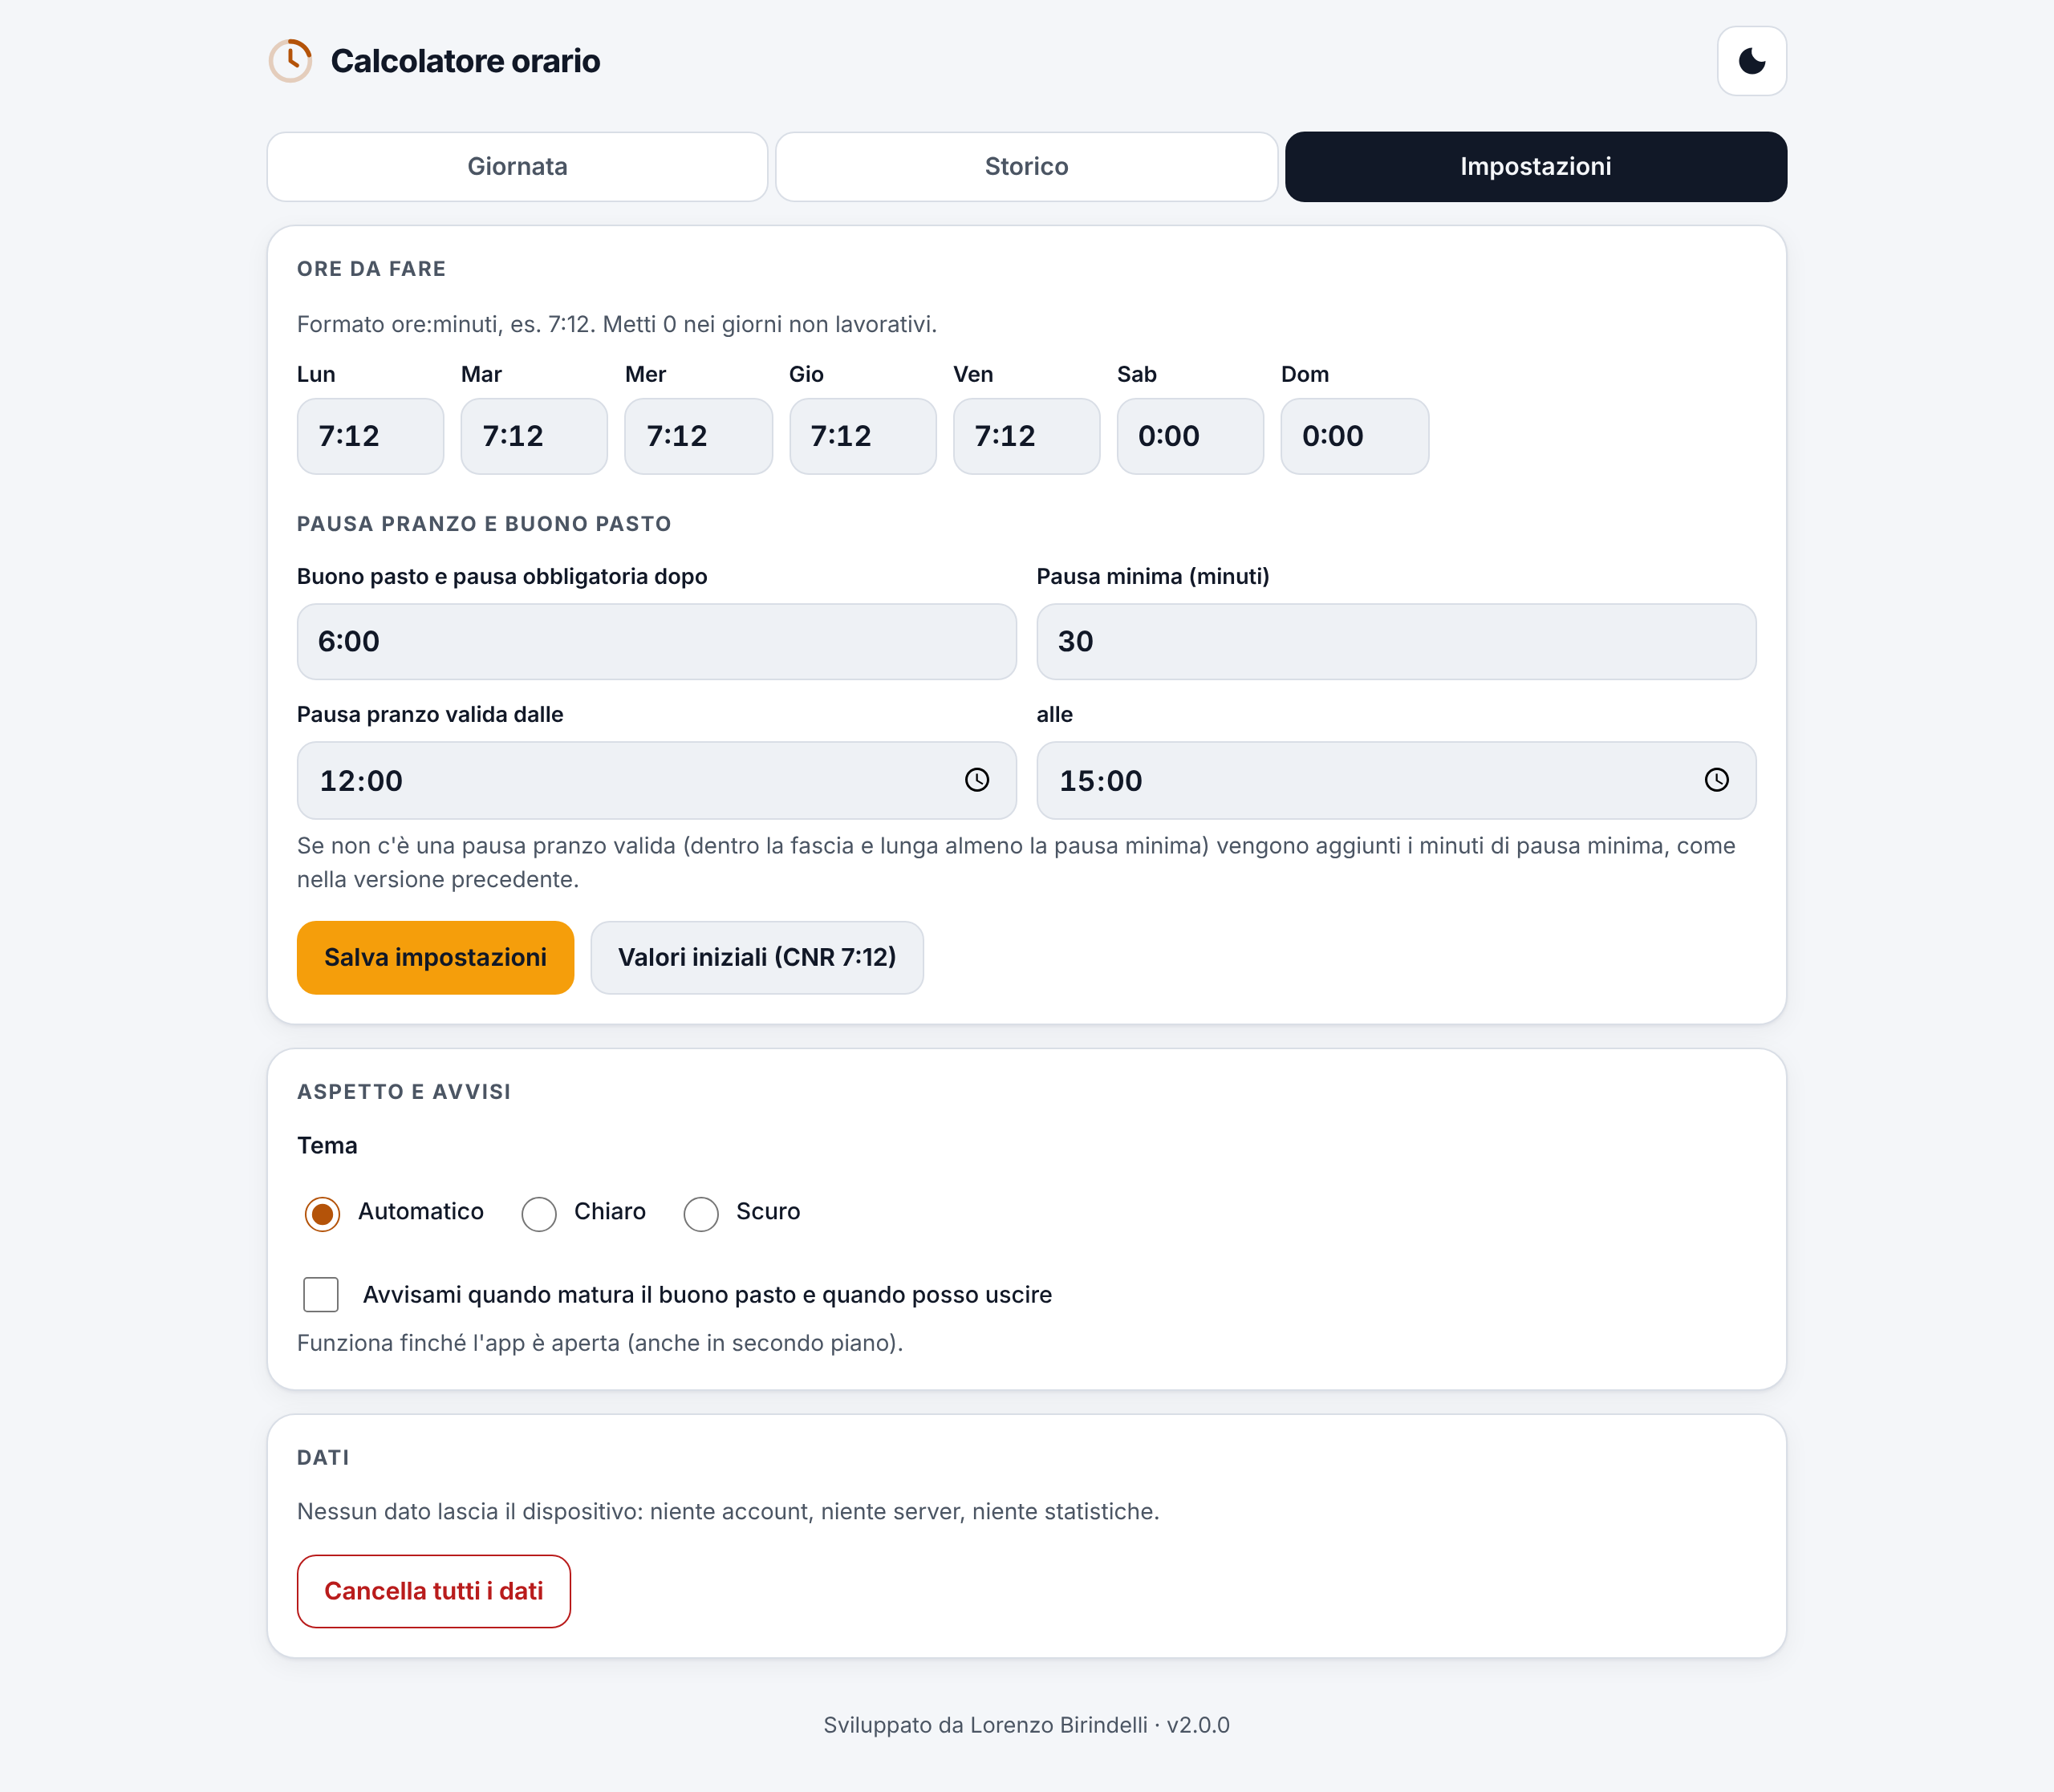 Calcolatore orario
Giornata
Storico
Impostazioni
ORE DA FARE
Formato ore:minuti, es. 7:12. Metti 0 nei giorni non lavorativi.
Lun Mar Mer Gio Ven Sab Dom
7:12 7:12 7:12 7:12 7:12 0:00 0:00
PAUSA PRANZO E BUONO PASTO
Buono pasto e pausa obbligatoria dopo
6:00
Pausa minima (minuti)
30
Pausa pranzo valida dalle
12:00
alle
15:00
Se non c'è una pausa pranzo valida (dentro la fascia e lunga almeno la pausa minima) vengono aggiunti i minuti di pausa minima, come
nella versione precedente.
Salva impostazioni
Valori iniziali (CNR 7:12)
ASPETTO E AVVISI
Tema
Automatico
Chiaro
Scuro
Avvisami quando matura il buono pasto e quando posso uscire
Funziona finché l'app è aperta (anche in secondo piano).
DATI
Nessun dato lascia il dispositivo: niente account, niente server, niente statistiche.
Cancella tutti i dati
Sviluppato da Lorenzo Birindelli · v2.0.0